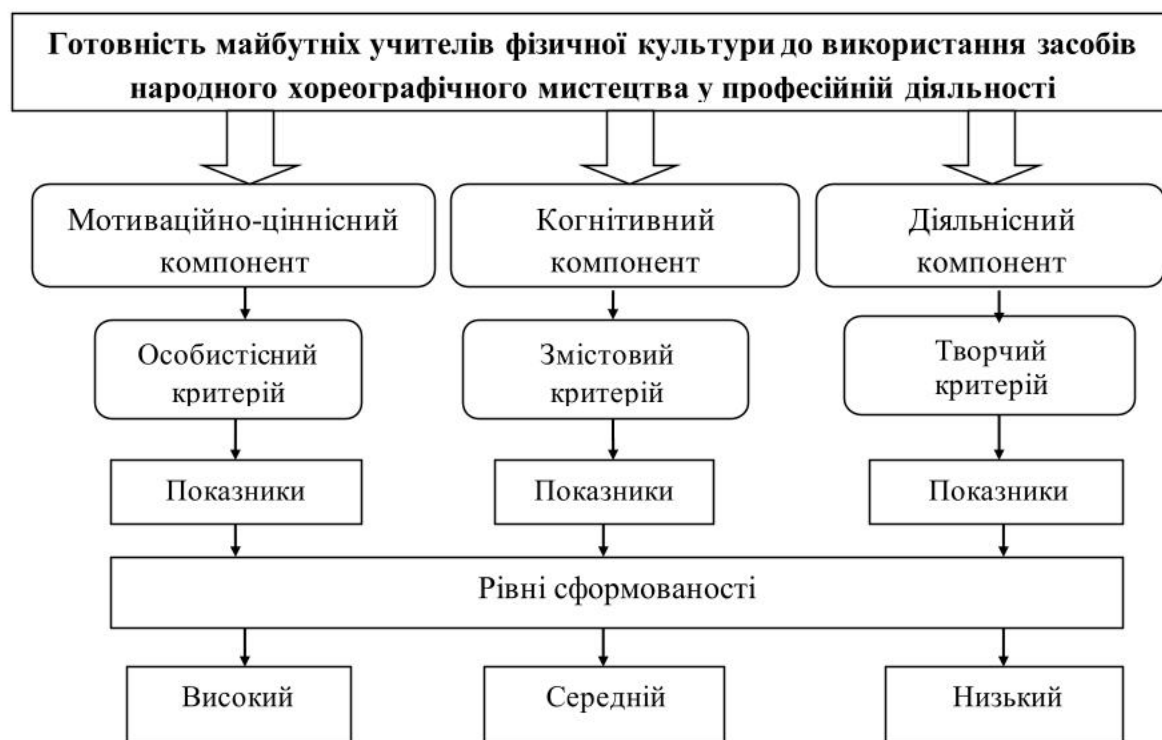 Готовність майбутніх учителів фізичної культури до використання засобів
народного хореографічного мистецтва у професійній діяльності
Мотиваційно-ціннісний
компонент
Когнітивний
компонент
Діяльнісний
компонент
Особистісний
критерій
Змістовий
критерій
Творчий
критерій
Показники
Показники
Показники
Рівні сформованості
Високий
Середній
Низький